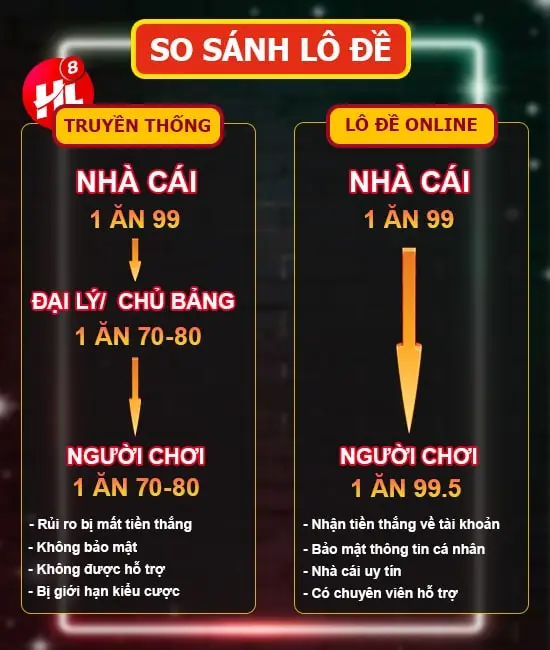 SO SÁNH LÔ ĐỀ
HL8
TRUYỀN THỐNG
NHÀ CÁI
1 ĂN 99
ĐẠI LÝ/ CHỦ BẢNG
1 ĂN 70-80
NGƯỜI CHƠI
1 ĂN 70-80
- Rủi ro bị mất tiền thắng
- Không bảo mật
- Không được hỗ trợ
- Bị giới hạn kiểu cược
LÔ ĐỀ ONLINE
NHÀ CÁI
1 ĂN 99
NGƯỜI CHƠI
1 ĂN 99.5
- Nhận tiền thắng về tài khoản
- Bảo mật thông tin cá nhân
- Nhà cái uy tín
- Có chuyên viên hỗ trợ